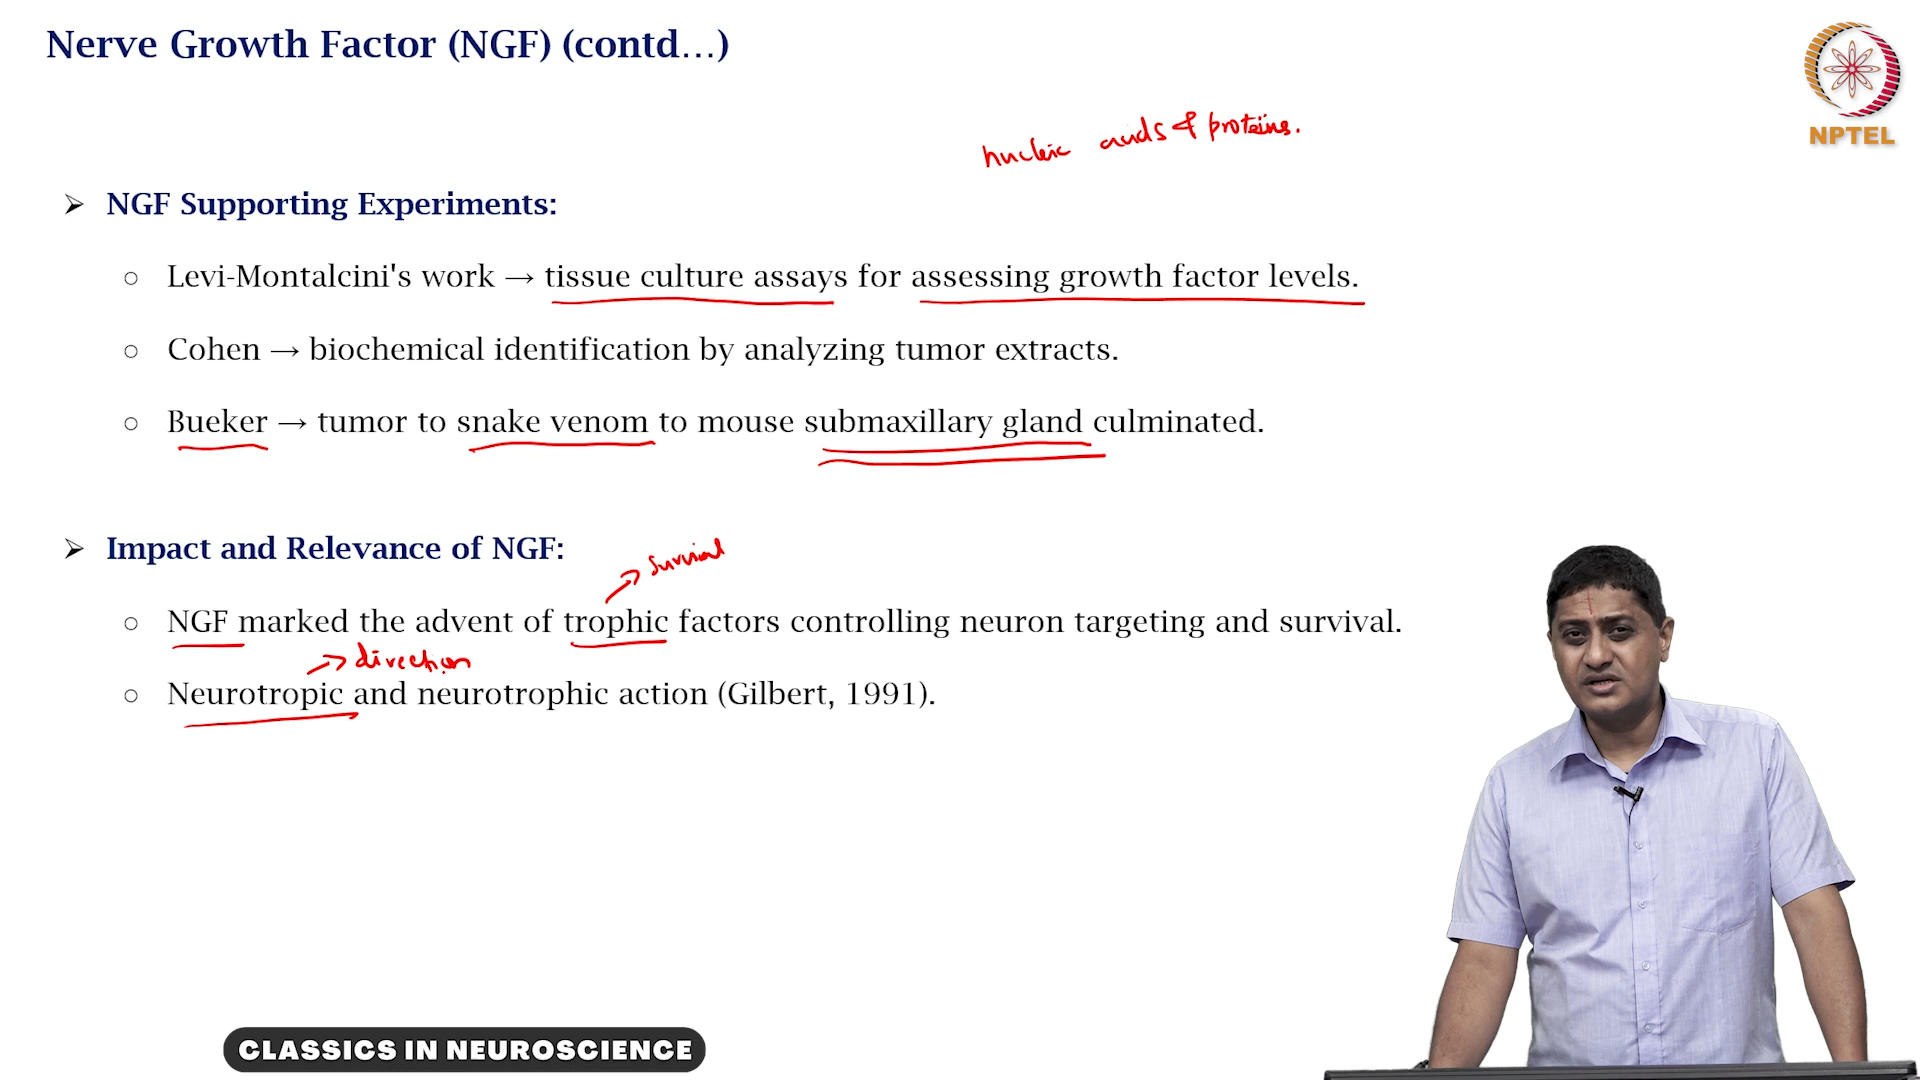 Nerve Growth Factor (NGF) (contd...)
NPTEL
nucleic acids & proteins.
➢ NGF Supporting Experiments:
○ Levi-Montalcini's work → tissue culture assays for assessing growth factor levels.
○ Cohen → biochemical identification by analyzing tumor extracts.
○ Bueker → tumor to snake venom to mouse submaxillary gland culminated.
➢ Impact and Relevance of NGF:
→ survival
○ NGF marked the advent of trophic factors controlling neuron targeting and survival.
→ direction
○ Neurotropic and neurotrophic action (Gilbert, 1991).
CLASSICS IN NEUROSCIENCE